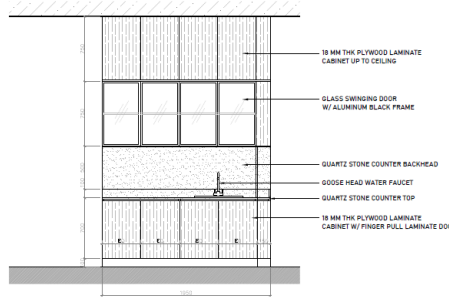 18 MM THK PLYWOOD LAMINATE
CABINET UP TO CEILING
GLASS SWINGING DOOR
W/ ALUMINUM BLACK FRAME
QUARTZ STONE COUNTER BACKHEAD
GOOSE HEAD WATER FAUCET
QUARTZ STONE COUNTER TOP
18 MM THK PLYWOOD LAMINATE
CABINET W/ FINGER PULL LAMINATE DO